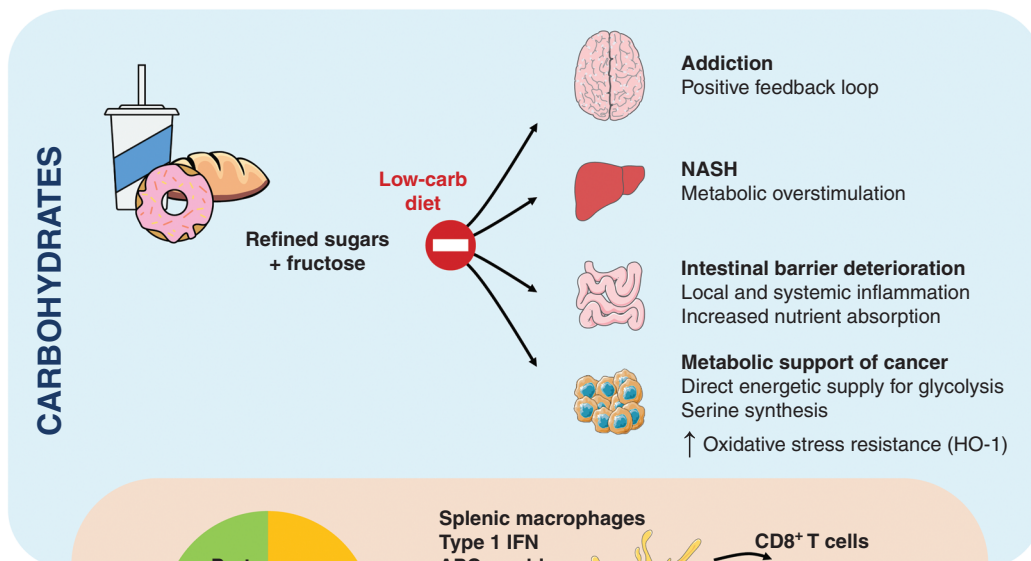 CARBOHYDRATES
Refined sugars
+ fructose
Low-carb
diet
Addiction
Positive feedback loop
NASH
Metabolic overstimulation
Intestinal barrier deterioration
Local and systemic inflammation
Increased nutrient absorption
Metabolic support of cancer
Direct energetic supply for glycolysis
Serine synthesis
↑ Oxidative stress resistance (HO-1)
Splenic macrophages
Type 1 IFN
CD8⁺ T cells